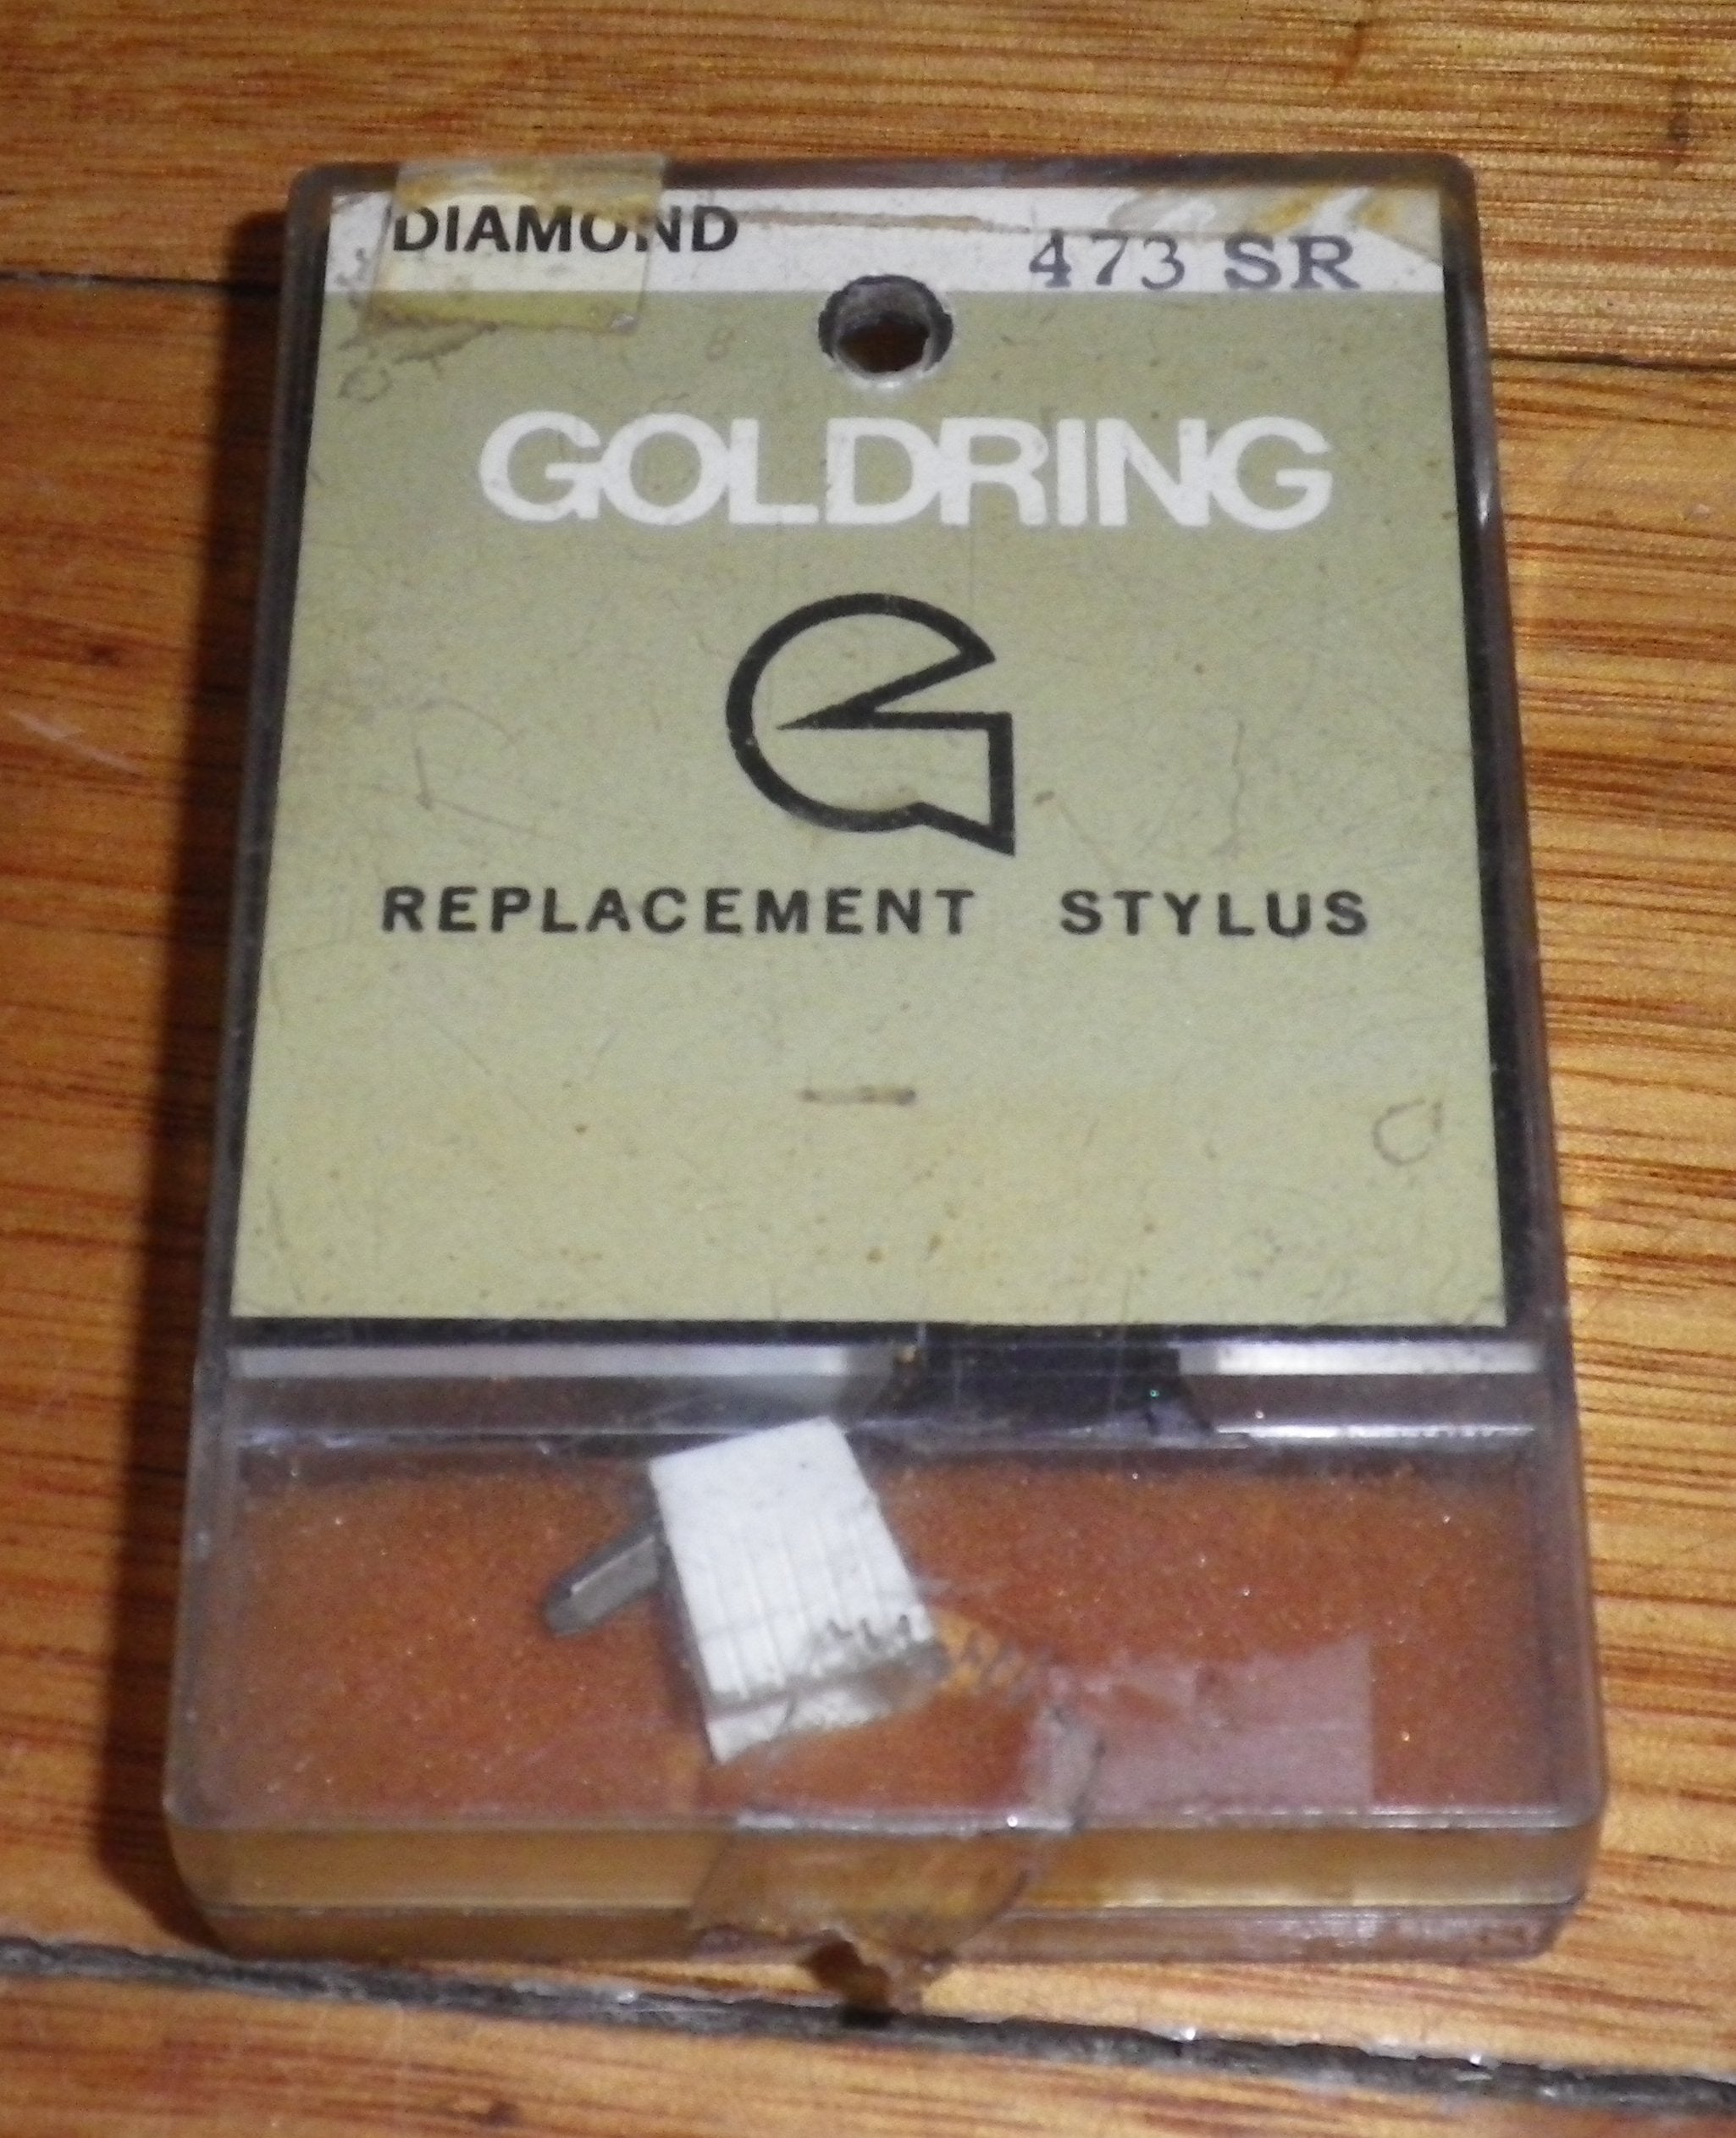 DIAMOND 473 SR
GOLDRING
REPLACEMENT STYLUS